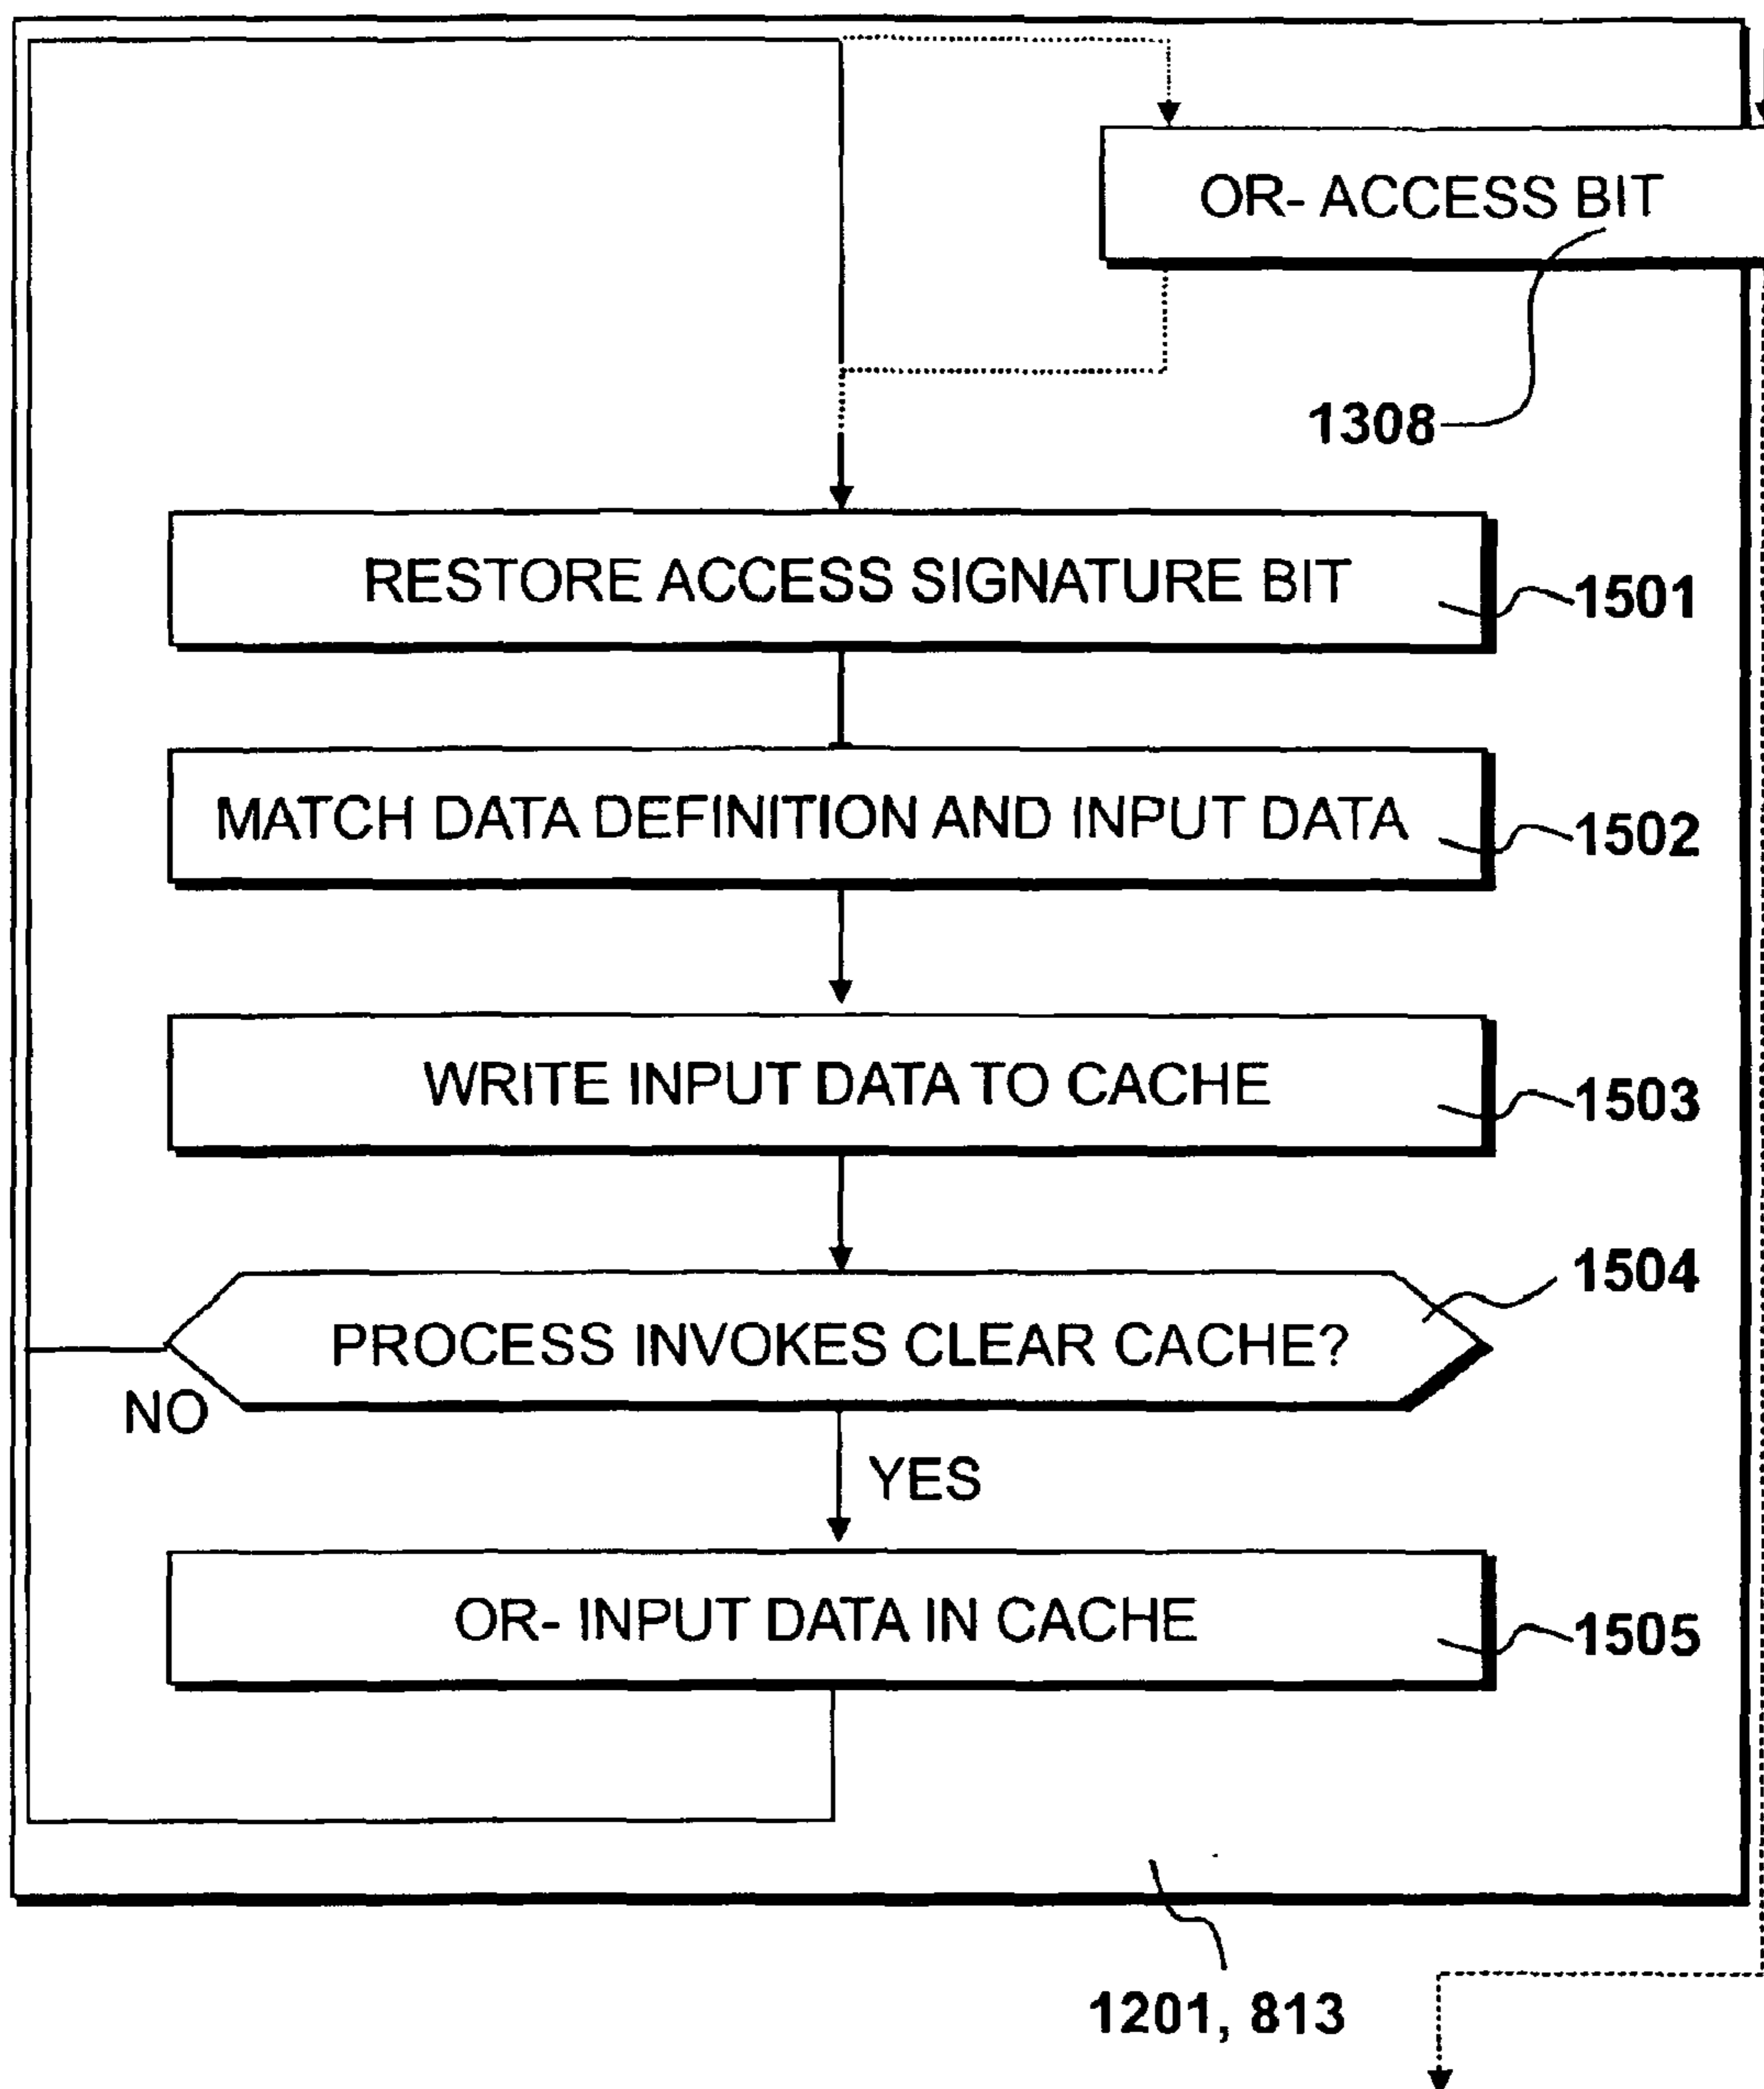 OR- ACCESS BIT
1308
RESTORE ACCESS SIGNATURE BIT
1501
MATCH DATA DEFINITION AND INPUT DATA
1502
WRITE INPUT DATA TO CACHE
1503
1504
PROCESS INVOKES CLEAR CACHE?
NO
YES
OR- INPUT DATA IN CACHE
1505
1201, 813